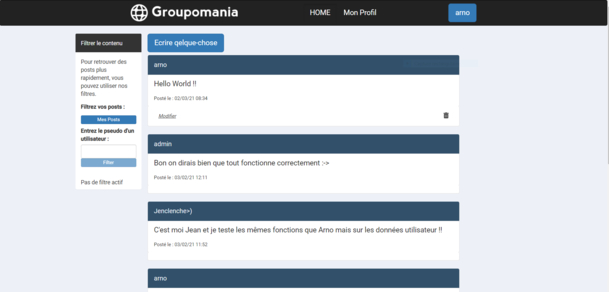 Groupomania
HOME
Mon Profil
arno
Filtrer le contenu
Pour retrouver des
posts plus
rapidement, vous
pouvez utiliser nos
filtres.
Filtrez vos posts :
Mes Posts
Entrez le pseudo d'un
utilisateur :
Filtrer
Pas de filtre actif
Ecrire qelque-chose
arno
Hello World !!
Posté le : 02/03/21 08:34
Modifier
admin
Bon on dirais bien que tout fonctionne correctement :->
Posté le : 03/02/21 12:11
Jenclenche=)
C'est moi Jean et je teste les mêmes fonctions que Arno mais sur les données utilisateur !!
Posté le : 03/02/21 11:52
arno